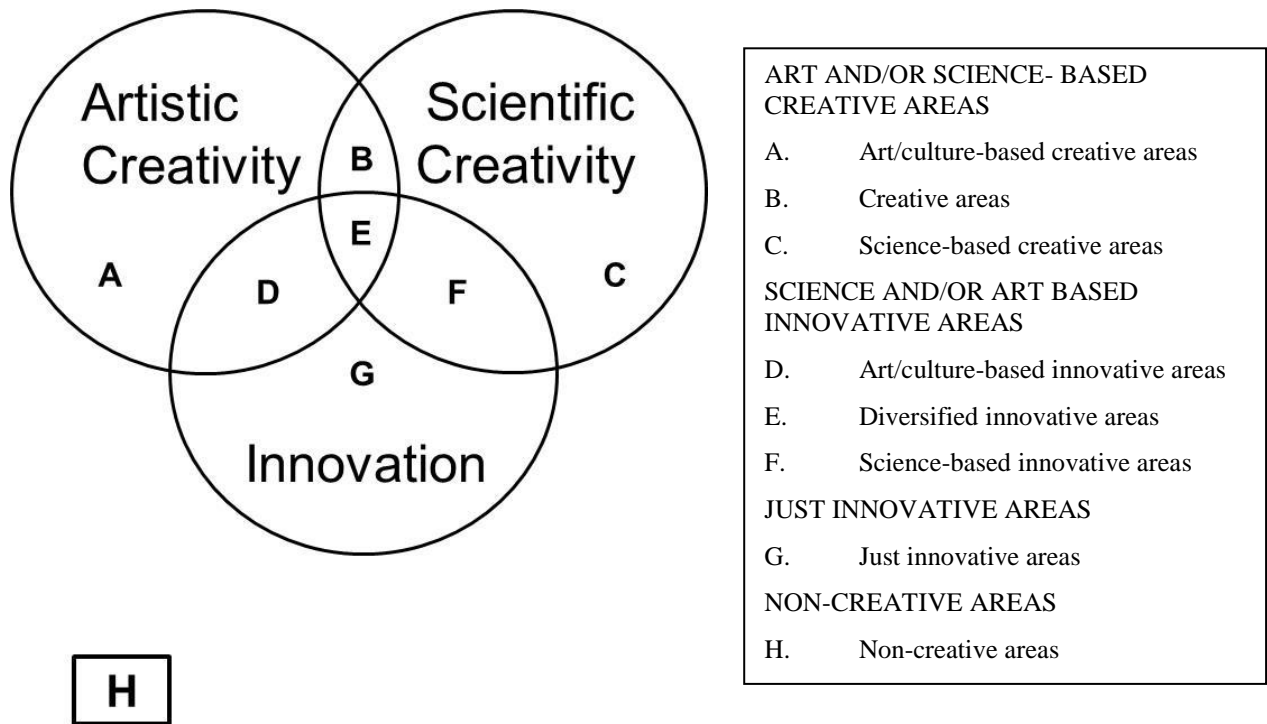 Artistic
Creativity
Scientific
Creativity
B
E
A
D
F
C
G
Innovation
H
ART AND/OR SCIENCE- BASED
CREATIVE AREAS
A. Art/culture-based creative areas
B. Creative areas
C. Science-based creative areas
SCIENCE AND/OR ART BASED
INNOVATIVE AREAS
D. Art/culture-based innovative areas
E. Diversified innovative areas
F. Science-based innovative areas
JUST INNOVATIVE AREAS
G. Just innovative areas
NON-CREATIVE AREAS
H. Non-creative areas